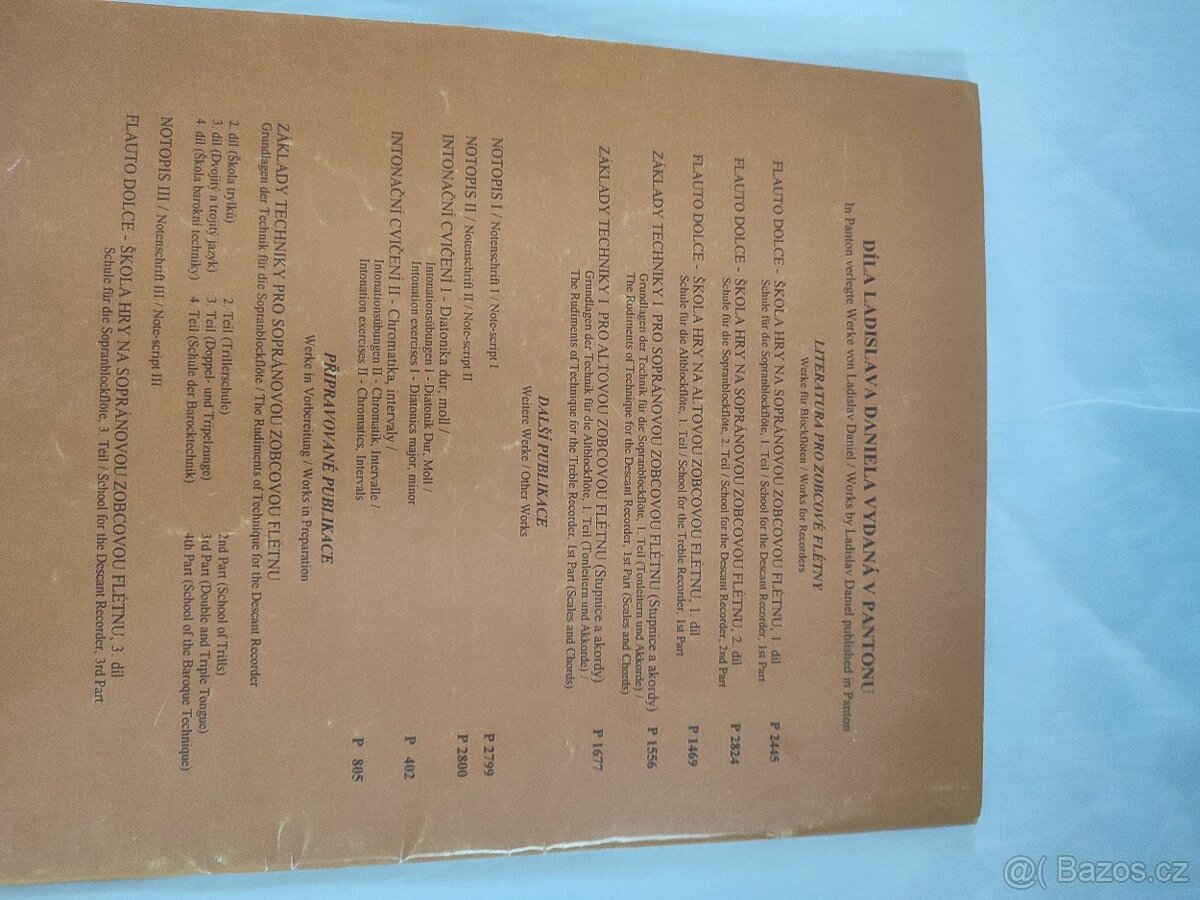 DÍLA LADISLAVA DANIELA VYDANÁ V PANTONU
In Panton verlegte Werke von Ladislav Daniel / Works by Ladislav Daniel published in Panton
LITERATURA PRO ZOBCOVÉ FLÉTNY
Werke für Blockflöten / Works for Recorders
FLAUTO DOLCE - ŠKOLA HRY NA SOPRÁNOVOU ZOBCOVOU FLÉTNU, 1. díl P 2445
Schule für die Sopranblockflöte, 1. Teil / School for the Descant Recorder, 1st Part
FLAUTO DOLCE - ŠKOLA HRY NA SOPRÁNOVOU ZOBCOVOU FLÉTNU, 2. díl P 2824
Schule für die Sopranblockflöte, 2. Teil / School for the Descant Recorder, 2nd Part
FLAUTO DOLCE - ŠKOLA HRY NA ALTOVOU ZOBCOVOU FLÉTNU, 1. díl P 1469
Schule für die Altblockflöte, 1. Teil / School for the Treble Recorder, 1st Part
ZÁKLADY TECHNIKY I PRO SOPRÁNOVOU ZOBCOVOU FLÉTNU (Stupnice a akordy) P 1556
Grundlagen der Technik für die Sopranblockflöte, 1. Teil (Tonleitern und Akkorde) /
The Rudiments of Technique for the Descant Recorder, 1st Part (Scales and Chords)
ZÁKLADY TECHNIKY I PRO ALTOVOU ZOBCOVOU FLÉTNU (Stupnice a akordy) P 1677
Grundlagen der Technik für die Altblockflöte, 1. Teil (Tonleitern und Akkorde) /
The Rudiments of Technique for the Treble Recorder, 1st Part (Scales and Chords)
DALŠÍ PUBLIKACE
Weitere Werke / Other Works
NOTOPIS I / Notenschrift I / Note-script I P 2799
NOTOPIS II / Notenschrift II / Note-script II P 2800
INTONAČNÍ CVIČENÍ I - Diatonika dur, moll /
Intonationsübungen I - Diatonik Dur, Moll /
Intonation exercises I - Diatonics major, minor P 402
INTONAČNÍ CVIČENÍ II - Chromatika, intervaly /
Intonationsübungen II - Chromatik, Intervalle /
Intonation exercises II - Chromatics, Intervals P 805
PŘIPRAVOVANÉ PUBLIKACE
Werke in Vorbereitung / Works in Preparation
ZÁKLADY TECHNIKY PRO SOPRÁNOVOU ZOBCOVOU FLÉTNU
Grundlagen der Technik für die Sopranblockflöte / The Rudiments of Technique for the Descant Recorder
2. díl (Škola trylků) 2. Teil (Trillerschule) 2nd Part (School of Trills)
3. díl (Dvojitý a trojitý jazyk) 3. Teil (Doppel- und Tripelzunge) 3rd Part (Double and Triple Tongue)
4. díl (Škola barokní techniky) 4. Teil (Schule der Barocktechnik) 4th Part (School of the Baroque Technique)
NOTOPIS III / Notenschrift III / Note-script III
FLAUTO DOLCE - ŠKOLA HRY NA SOPRÁNOVOU ZOBCOVOU FLÉTNU, 3. díl
Schule für die Sopranblockflöte, 3. Teil / School for the Descant Recorder, 3rd Part
@( Bazos.cz